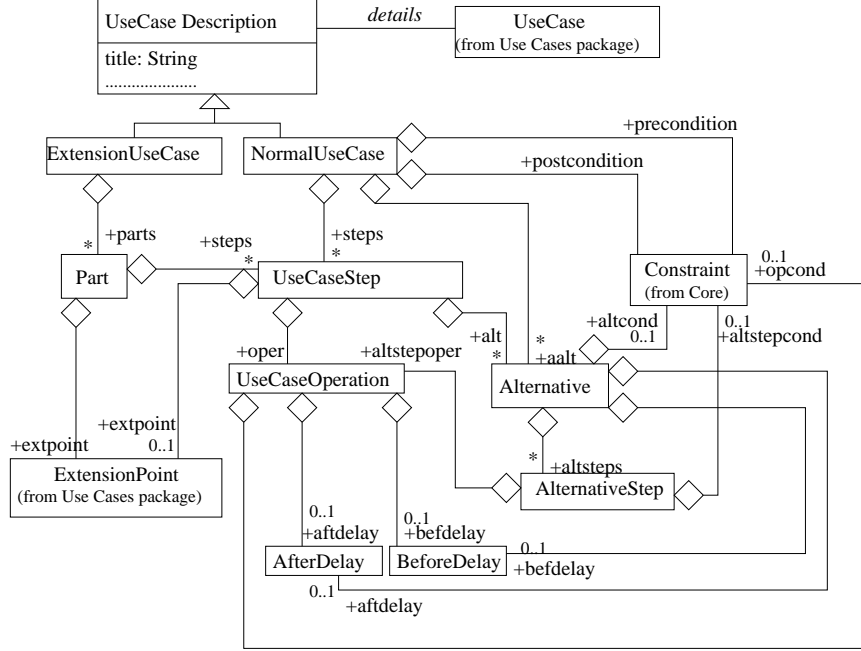 UseCase Description
details
UseCase
(from Use Cases package)
title: String
.....................
+precondition
ExtensionUseCase
NormalUseCase
+postcondition
+parts
*
+steps
*
+steps
*
Part
UseCaseStep
Constraint
(from Core)
0..1
+opcond
+alt
*
*
+aalt
+altcond
0..1
0..1
+altstepcond
+oper
+altstepoper
UseCaseOperation
Alternative
+extpoint
0..1
+extpoint
*
+altsteps
ExtensionPoint
(from Use Cases package)
AlternativeStep
0..1
+aftdelay
0..1
+befdelay
AfterDelay
BeforeDelay
0..1
+befdelay
0..1
+aftdelay